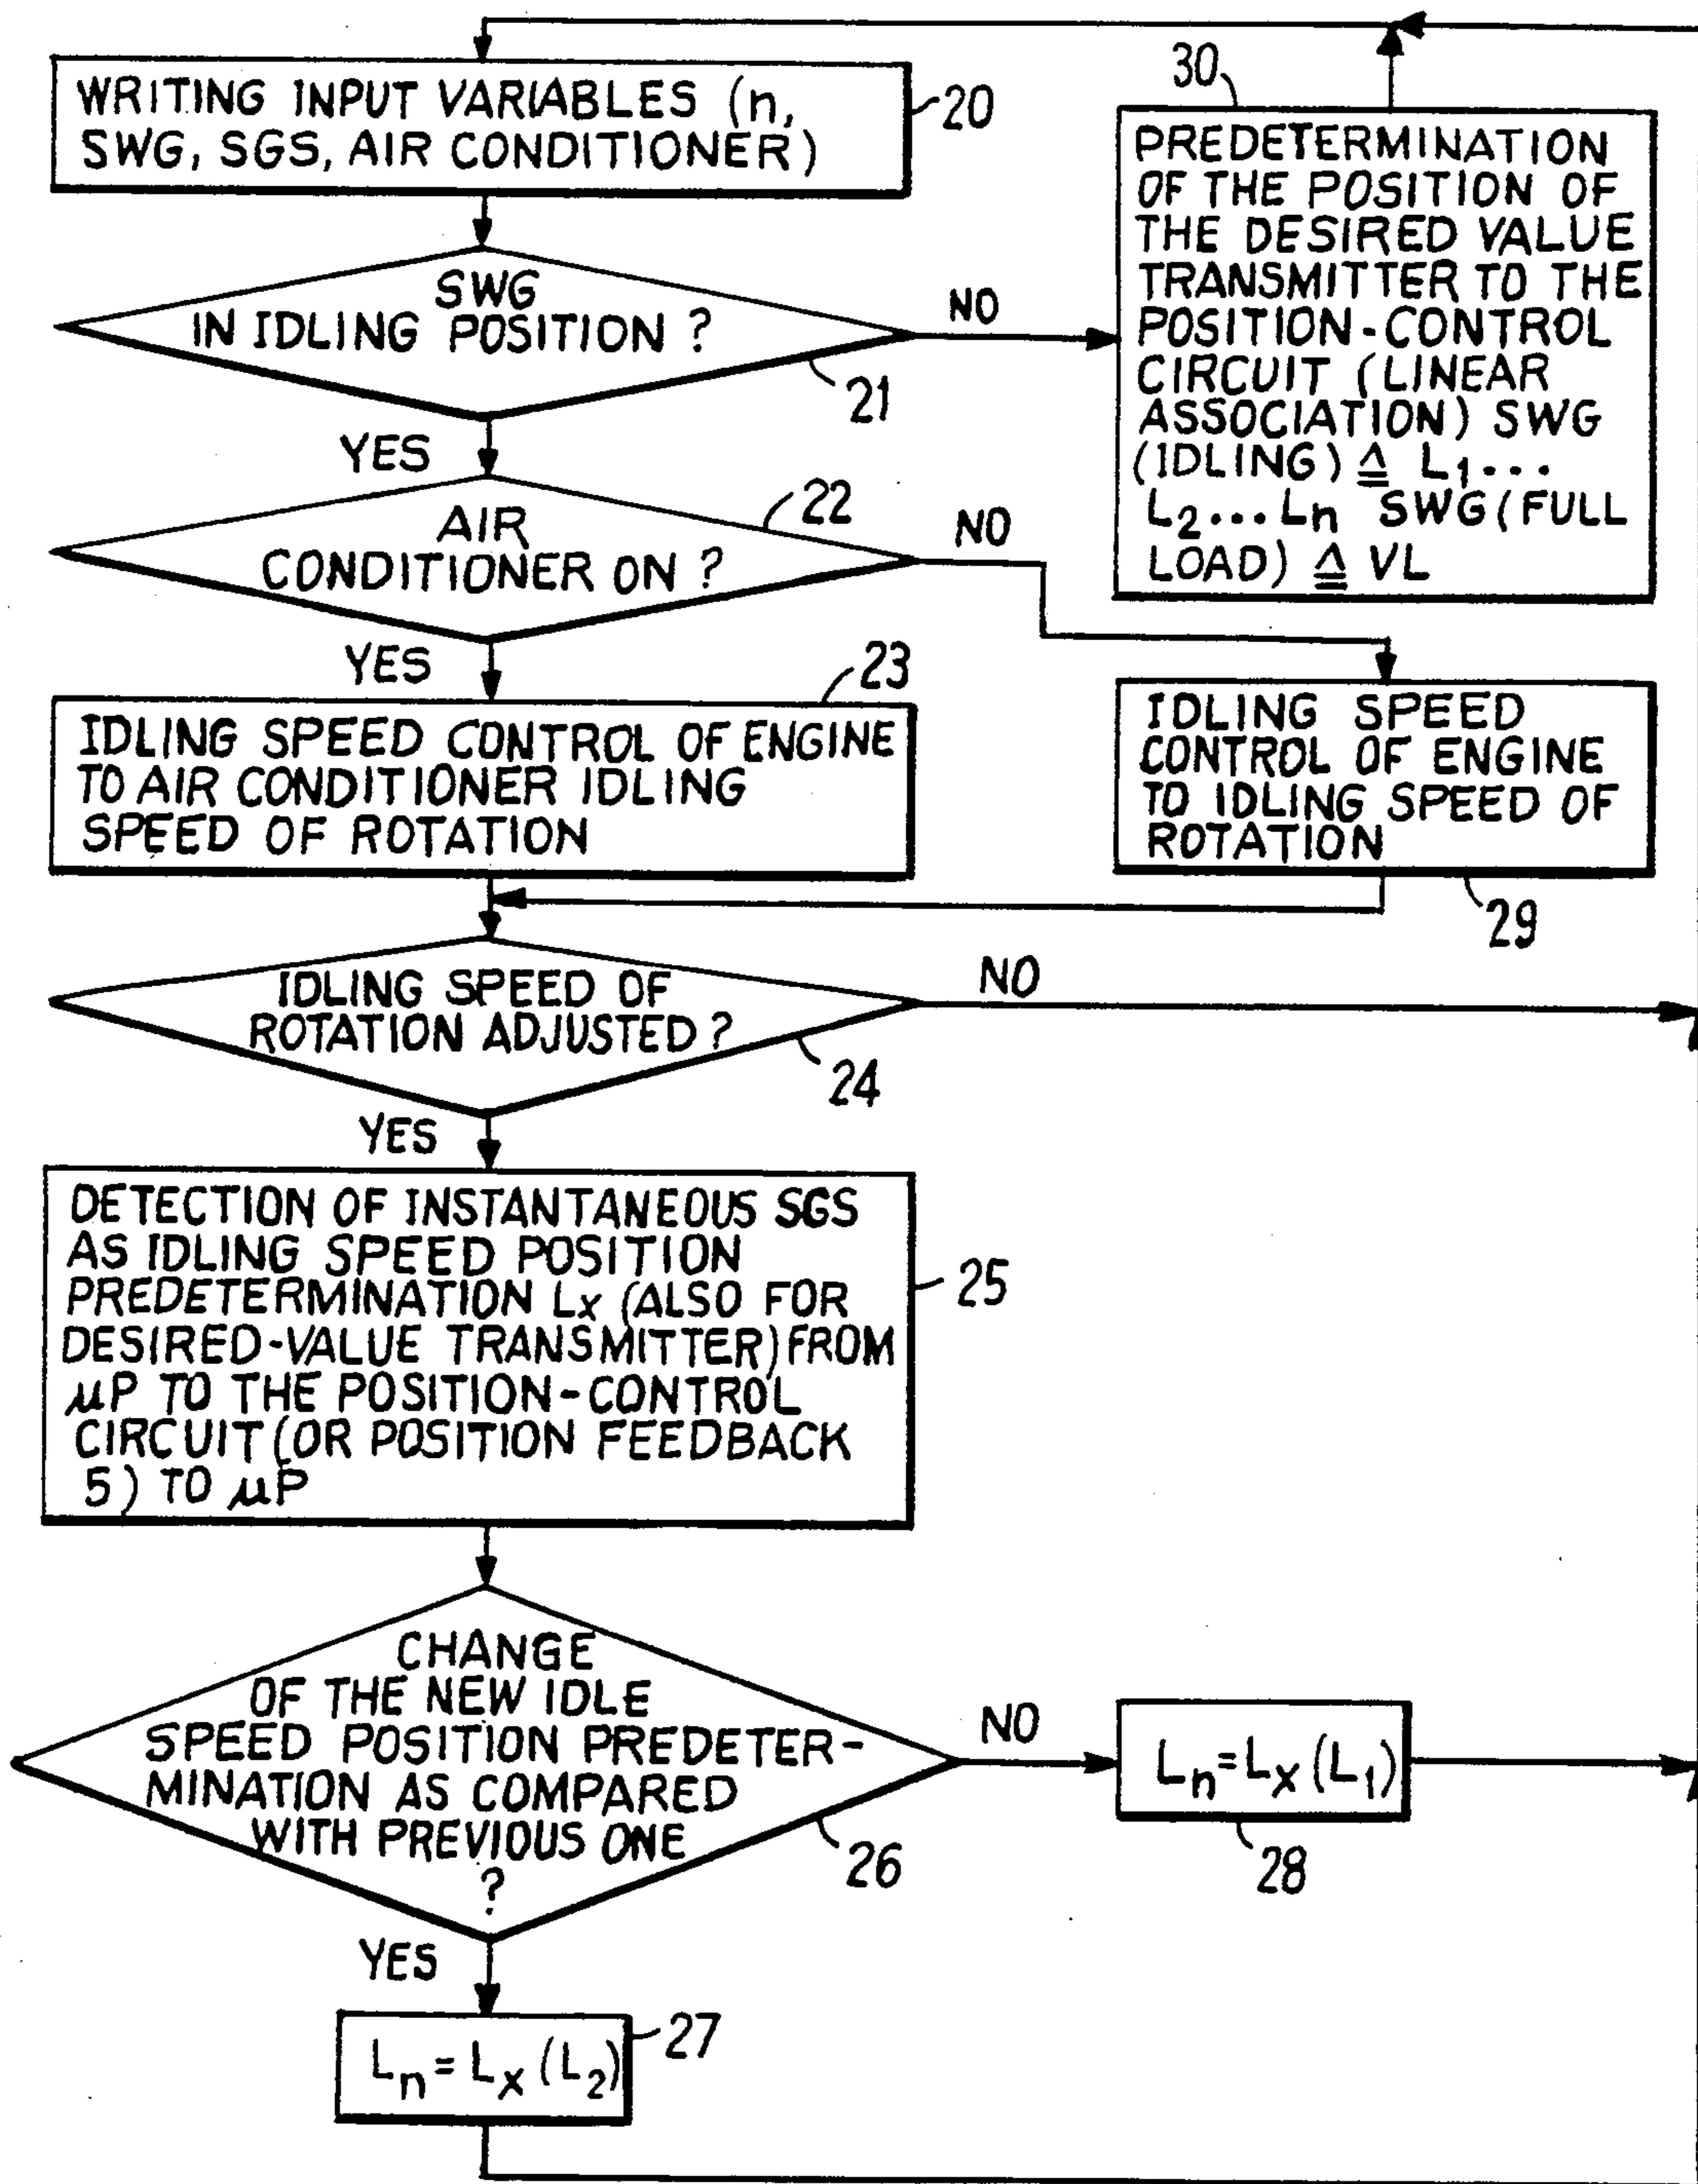 WRITING INPUT VARIABLES (n,
SWG, SGS, AIR CONDITIONER)
20
SWG
IN IDLING POSITION ?
21
NO
YES
30
PREDETERMINATION
OF THE POSITION OF
THE DESIRED VALUE
TRANSMITTER TO THE
POSITION-CONTROL
CIRCUIT (LINEAR
ASSOCIATION) SWG
(IDLING) ≙ L1...
L2...Ln SWG (FULL
LOAD) ≙ VL
AIR
CONDITIONER ON ?
22
NO
YES
23
IDLING SPEED CONTROL OF ENGINE
TO AIR CONDITIONER IDLING
SPEED OF ROTATION
IDLING SPEED
CONTROL OF ENGINE
TO IDLING SPEED OF
ROTATION
29
IDLING SPEED OF
ROTATION ADJUSTED ?
24
NO
YES
DETECTION OF INSTANTANEOUS SGS
AS IDLING SPEED POSITION
PREDETERMINATION Lx (ALSO FOR
DESIRED-VALUE TRANSMITTER) FROM
μP TO THE POSITION-CONTROL
CIRCUIT (OR POSITION FEEDBACK
5) TO μP
25
CHANGE
OF THE NEW IDLE
SPEED POSITION PREDETER-
MINATION AS COMPARED
WITH PREVIOUS ONE
?
26
NO
YES
Ln = Lx (L1)
28
Ln = Lx (L2)
27